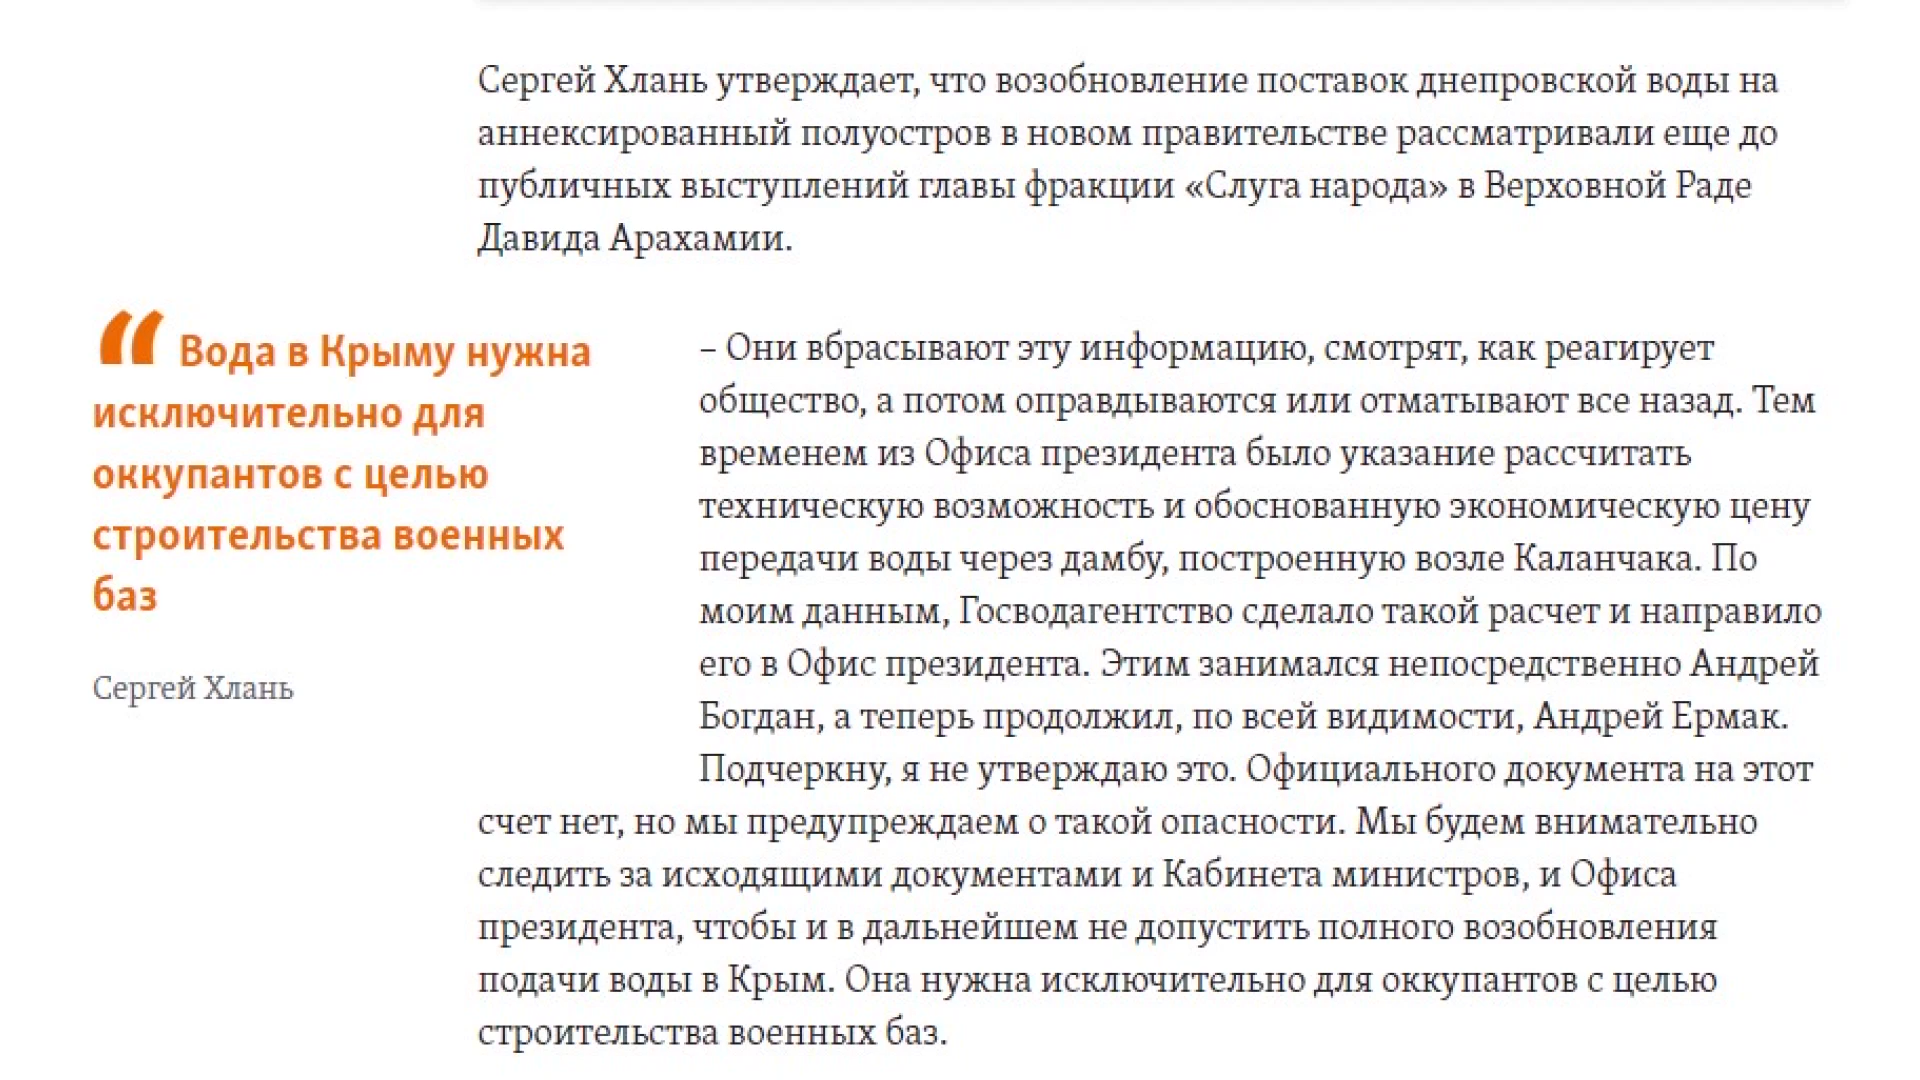 Сергей Хлань утверждает, что возобновление поставок днепровской воды на
аннексированный полуостров в новом правительстве рассматривали еще до
публичных выступлений главы фракции «Слуга народа» в Верховной Раде
Давида Арахамии.
“ Вода в Крыму нужна
исключительно для
оккупантов с целью
строительства военных
баз
Сергей Хлань
– Они вбрасывают эту информацию, смотрят, как реагирует
общество, а потом оправдываются или отматывают все назад. Тем
временем из Офиса президента было указание рассчитать
техническую возможность и обоснованную экономическую цену
передачи воды через дамбу, построенную возле Каланчака. По
моим данным, Госводагентство сделало такой расчет и направило
его в Офис президента. Этим занимался непосредственно Андрей
Богдан, а теперь продолжил, по всей видимости, Андрей Ермак.
Подчеркну, я не утверждаю это. Официального документа на этот
счет нет, но мы предупреждаем о такой опасности. Мы будем внимательно
следить за исходящими документами и Кабинета министров, и Офиса
президента, чтобы и в дальнейшем не допустить полного возобновления
подачи воды в Крым. Она нужна исключительно для оккупантов с целью
строительства военных баз.